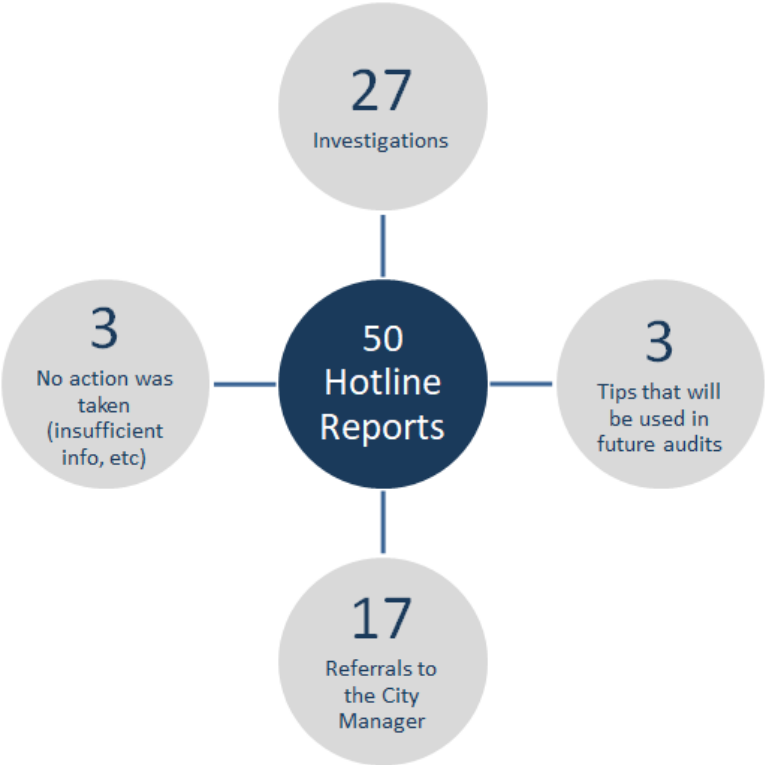 27
Investigations
3
No action was
taken
(insufficient
info, etc)
50
Hotline
Reports
3
Tips that will
be used in
future audits
17
Referrals to
the City
Manager